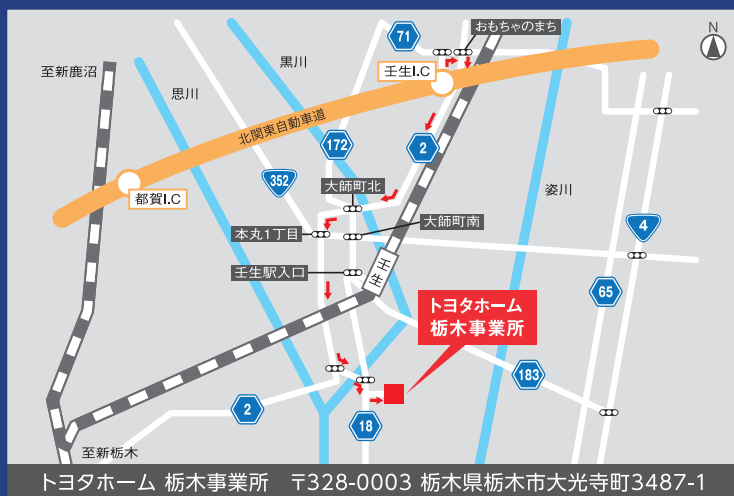 N
おもちゃのまち
71
至新鹿沼
黒川
壬生I.C
思川
北関東自動車道
172
2
352
大師町北
姿川
都賀I.C
大師町南
4
本丸1丁目
壬生駅入口
壬生
65
トヨタホーム
栃木事業所
183
2
18
至新栃木
トヨタホーム 栃木事業所 〒328-0003 栃木県栃木市大光寺町3487-1